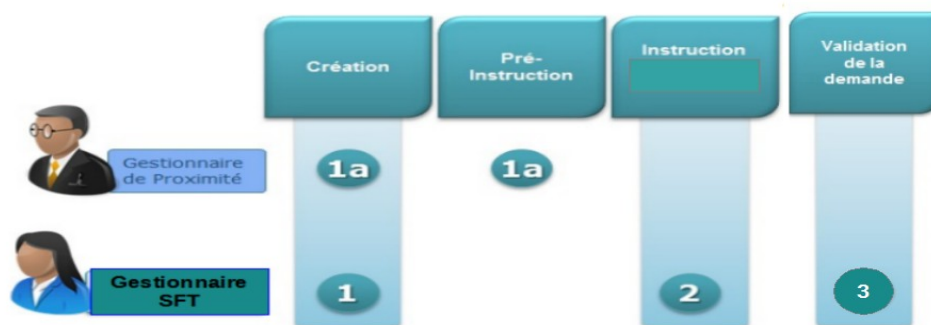 Création
Pré-
Instruction
Instruction
Validation
de la
demande
Gestionnaire
de Proximité
1a
1a
Gestionnaire
SFT
1
2
3